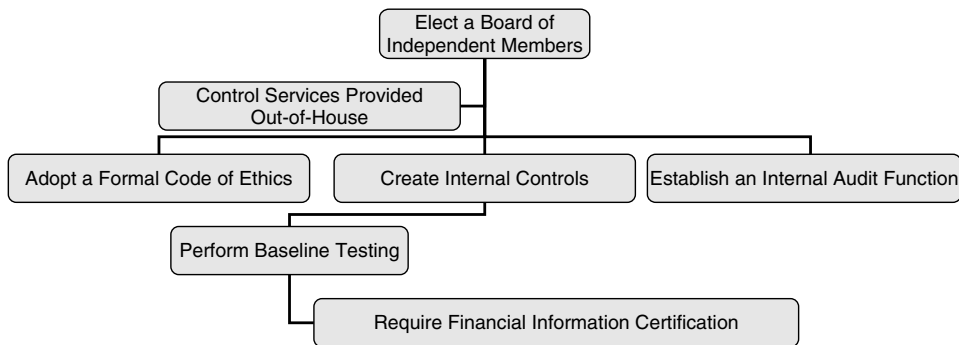 Elect a Board of
Independent Members
Control Services Provided
Out-of-House
Adopt a Formal Code of Ethics
Create Internal Controls
Establish an Internal Audit Function
Perform Baseline Testing
Require Financial Information Certification